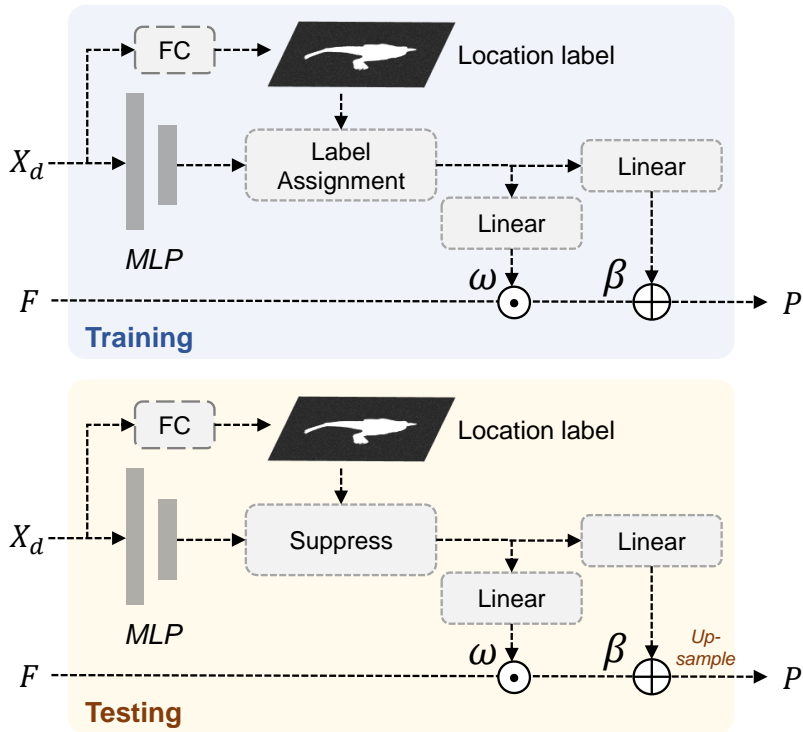 FC
Location label
X_d
Label
Assignment
Linear
Linear
MLP
ω
β
F
P
Training
FC
Location label
X_d
Suppress
Linear
Linear
MLP
Up-
sample
ω
β
F
P
Testing